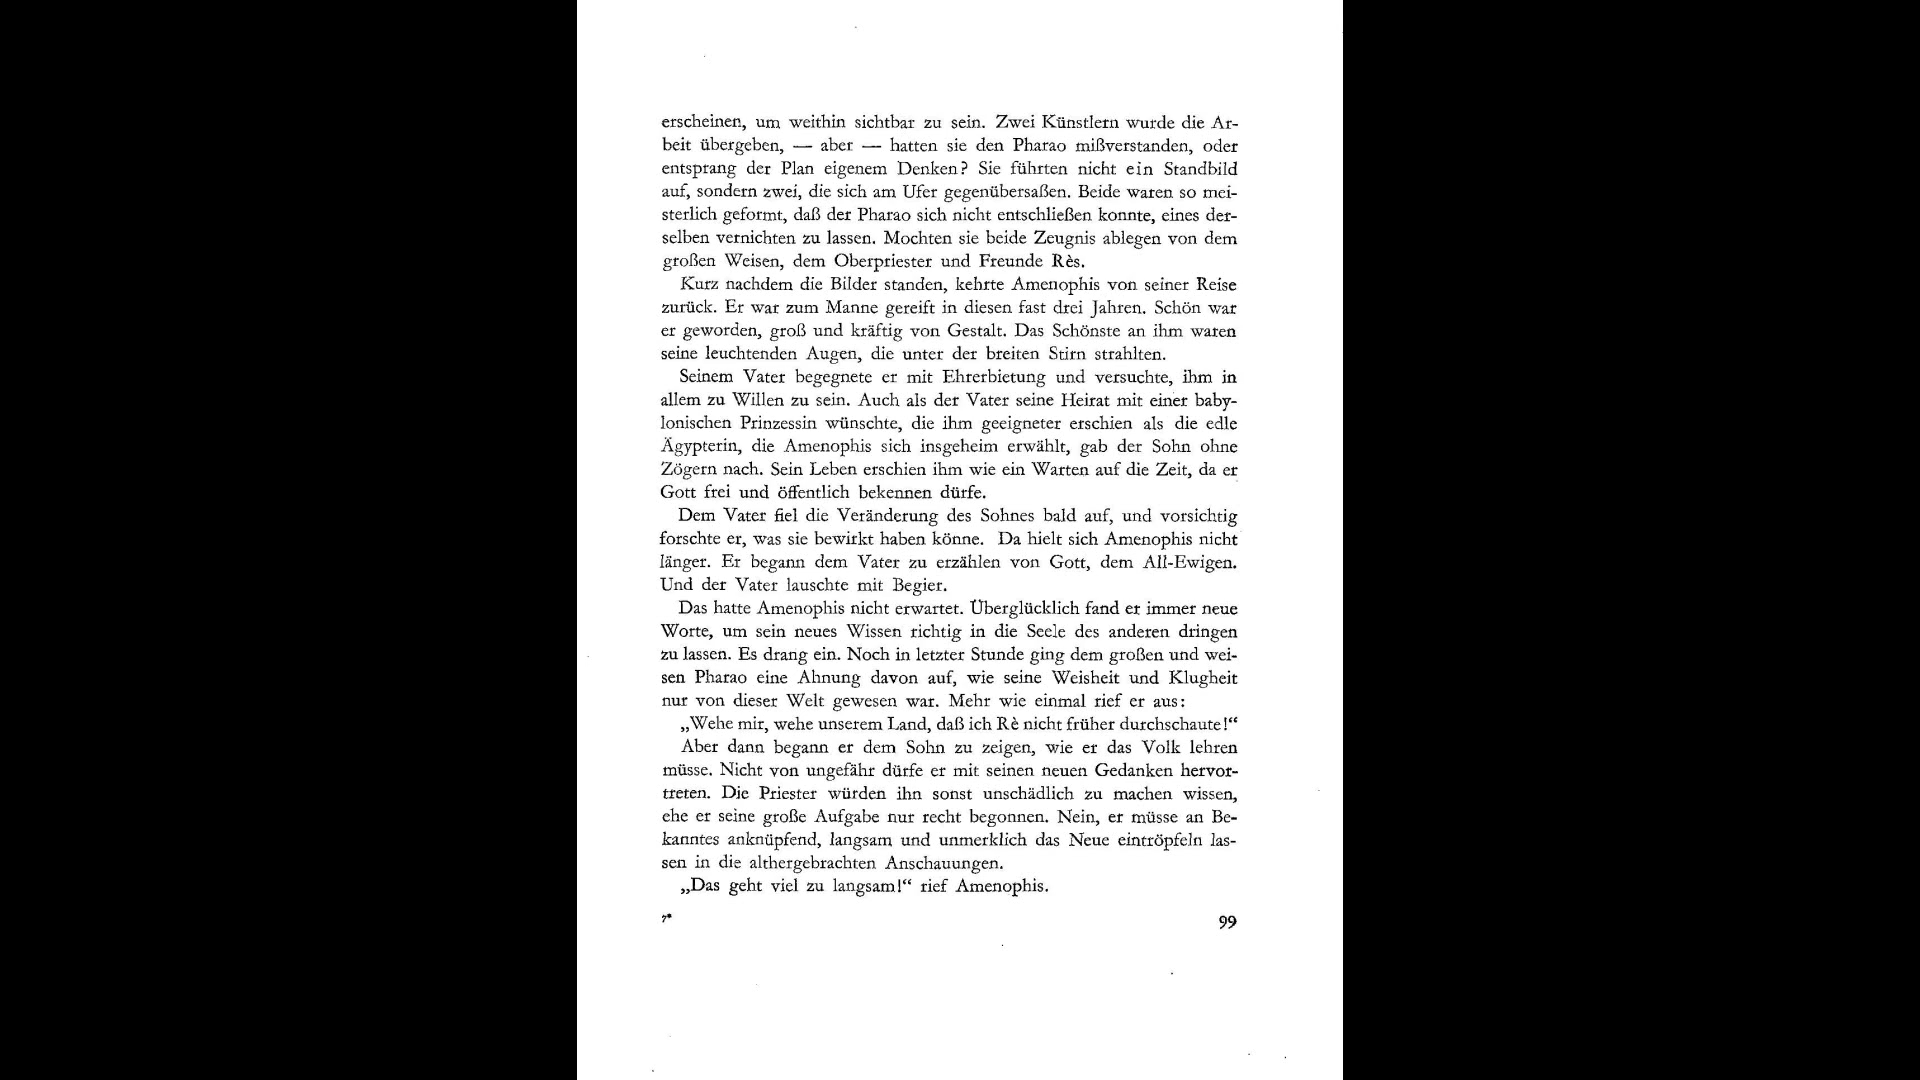 erscheinen, um weithin sichtbar zu sein. Zwei Künstlern wurde die Ar-
beit übergeben, — aber — hatten sie den Pharao mißverstanden, oder
entsprang der Plan eigenem Denken? Sie führten nicht ein Standbild
auf, sondern zwei, die sich am Ufer gegenübersaßen. Beide waren so mei-
sterlich geformt, daß der Pharao sich nicht entschließen konnte, eines der-
selben vernichten zu lassen. Mochten sie beide Zeugnis ablegen von dem
großen Weisen, dem Oberpriester und Freunde Rès.
Kurz nachdem die Bilder standen, kehrte Amenophis von seiner Reise
zurück. Er war zum Manne gereift in diesen fast drei Jahren. Schön war
er geworden, groß und kräftig von Gestalt. Das Schönste an ihm waren
seine leuchtenden Augen, die unter der breiten Stirn strahlten.
Seinem Vater begegnete er mit Ehrerbietung und versuchte, ihm in
allem zu Willen zu sein. Auch als der Vater seine Heirat mit einer baby-
lonischen Prinzessin wünschte, die ihm geeigneter erschien als die edle
Ägypterin, die Amenophis sich insgeheim erwählt, gab der Sohn ohne
Zögern nach. Sein Leben erschien ihm wie ein Warten auf die Zeit, da er
Gott frei und öffentlich bekennen dürfe.
Dem Vater fiel die Veränderung des Sohnes bald auf, und vorsichtig
forschte er, was sie bewirkt haben könne. Da hielt sich Amenophis nicht
länger. Er begann dem Vater zu erzählen von Gott, dem All-Ewigen.
Und der Vater lauschte mit Begier.
Das hatte Amenophis nicht erwartet. Überglücklich fand er immer neue
Worte, um sein neues Wissen richtig in die Seele des anderen dringen
zu lassen. Es drang ein. Noch in letzter Stunde ging dem großen und wei-
sen Pharao eine Ahnung davon auf, wie seine Weisheit und Klugheit
nur von dieser Welt gewesen war. Mehr wie einmal rief er aus:
„Wehe mir, wehe unserem Land, daß ich Rè nicht früher durchschaute!“
Aber dann begann er dem Sohn zu zeigen, wie er das Volk lehren
müsse. Nicht von ungefähr dürfe er mit seinen neuen Gedanken hervor-
treten. Die Priester würden ihn sonst unschädlich zu machen wissen,
ehe er seine große Aufgabe nur recht begonnen. Nein, er müsse an Be-
kanntes anknüpfend, langsam und unmerklich das Neue eintröpfeln las-
sen in die althergebrachten Anschauungen.
„Das geht viel zu langsam!“ rief Amenophis.
7*
99